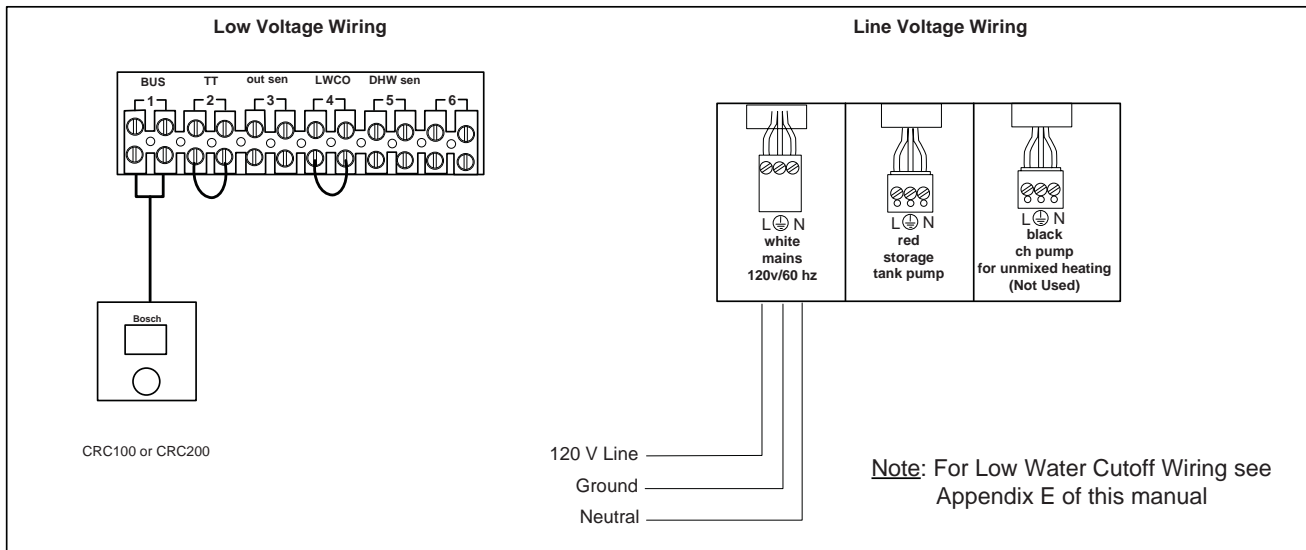 Low Voltage Wiring
BUS TT out sen LWCO DHW sen
1 2 3 4 5 6
Bosch
CRC100 or CRC200
Line Voltage Wiring
L N
white
mains
120v/60 hz
L N
red
storage
tank pump
L N
black
ch pump
for unmixed heating
(Not Used)
120 V Line
Ground
Neutral
Note: For Low Water Cutoff Wiring see
Appendix E of this manual